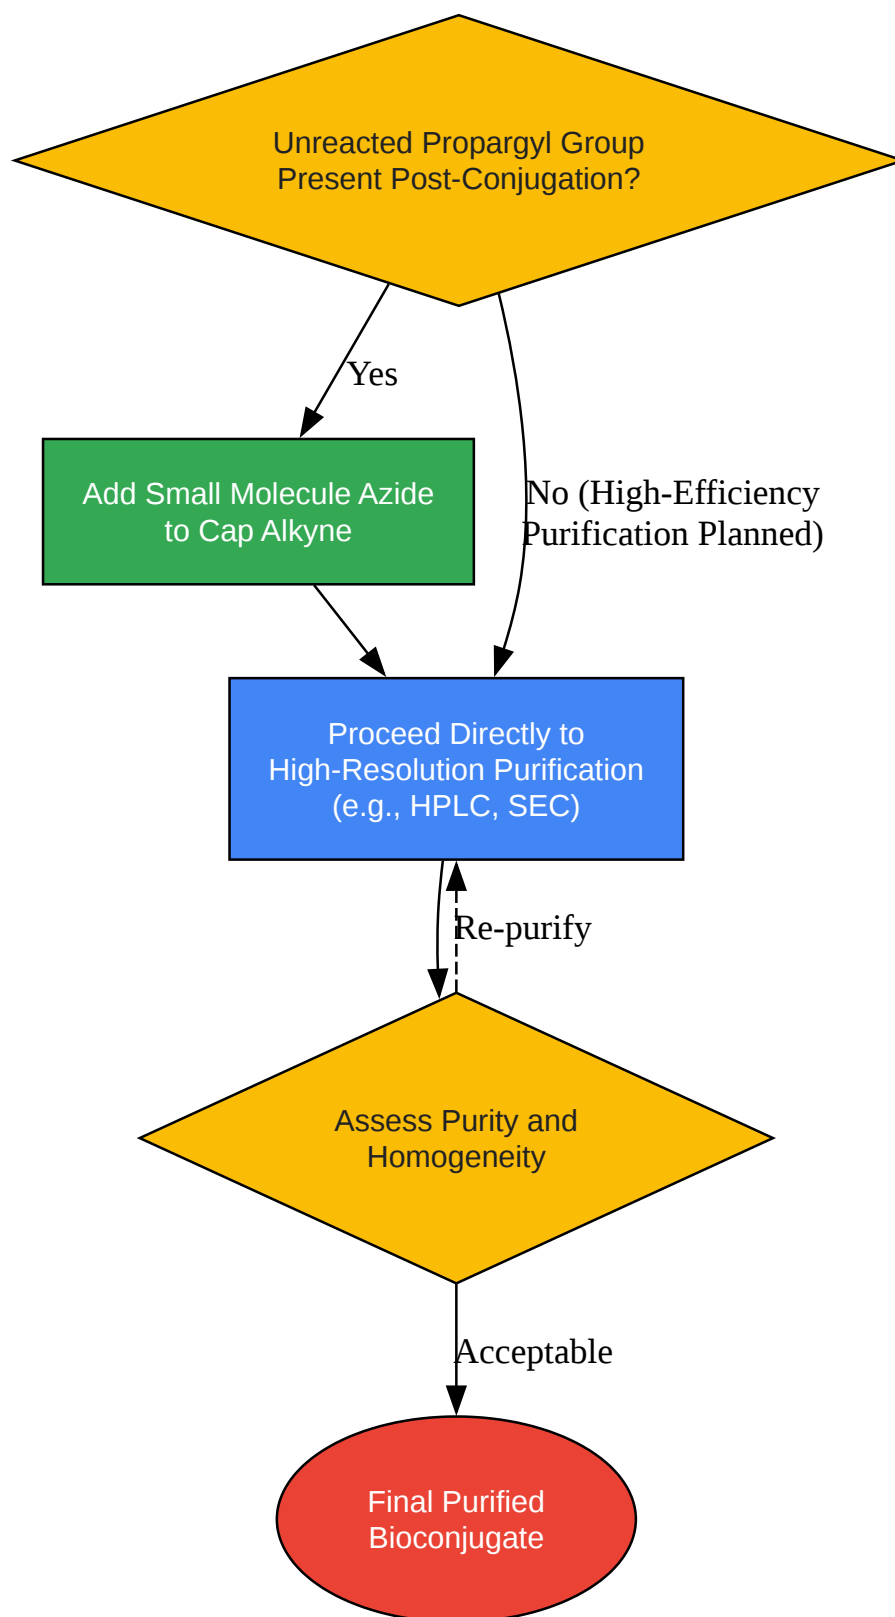 Unreacted Propargyl Group
Present Post-Conjugation?
Yes
Add Small Molecule Azide
to Cap Alkyne
No (High-Efficiency
Purification Planned)
Proceed Directly to
High-Resolution Purification
(e.g., HPLC, SEC)
Re-purify
Assess Purity and
Homogeneity
Acceptable
Final Purified
Bioconjugate